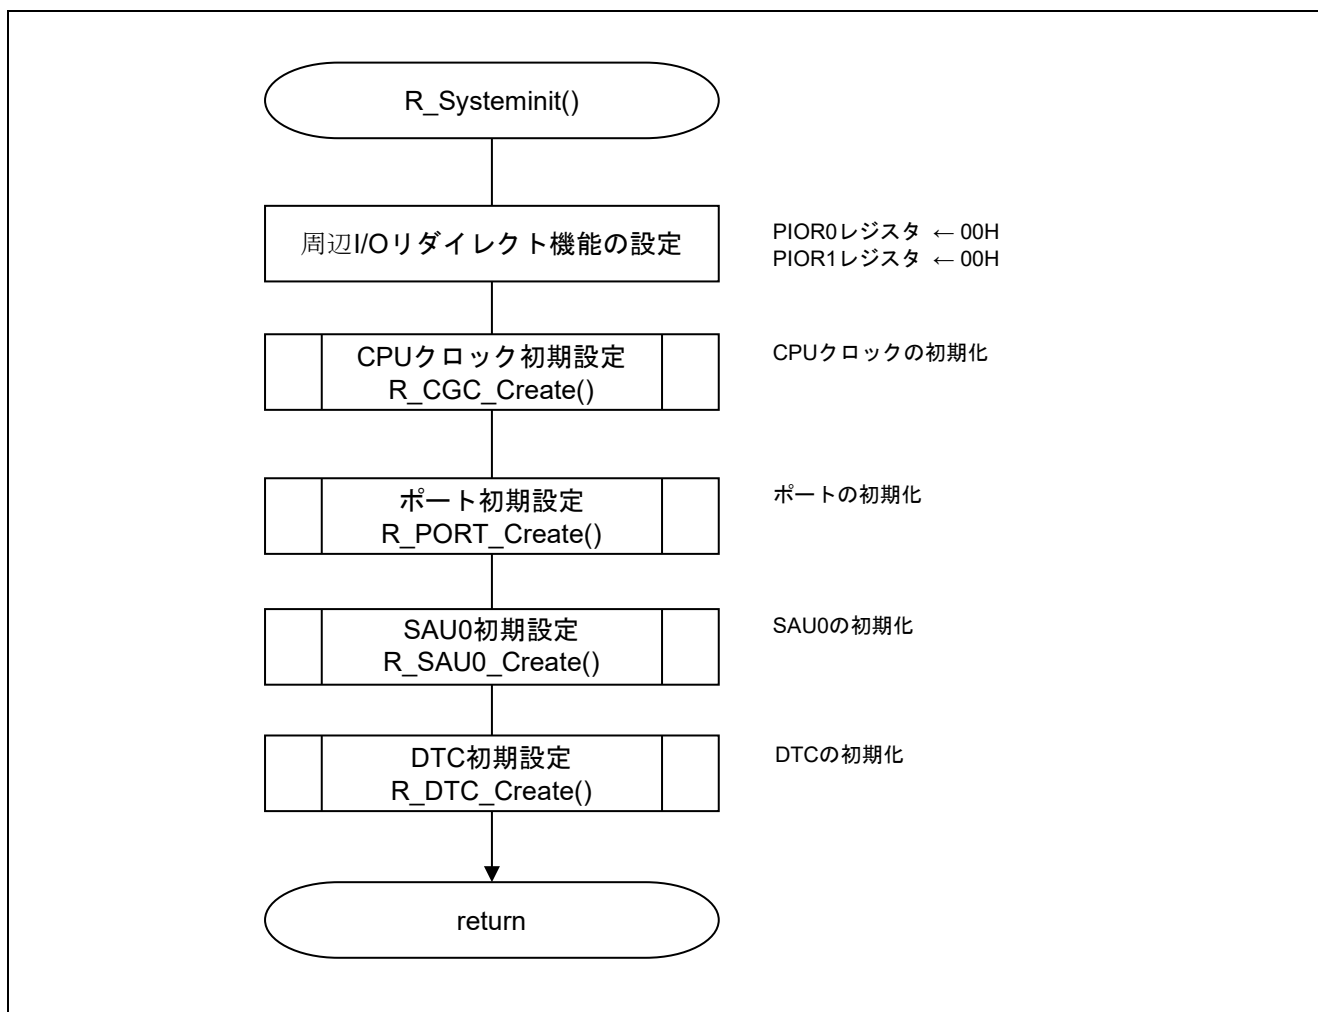 R_Systeminit()
周辺I/Oリダイレクト機能の設定
PIOR0レジスタ ← 00H
PIOR1レジスタ ← 00H
CPUクロック初期設定
R_CGC_Create()
CPUクロックの初期化
ポート初期設定
R_PORT_Create()
ポートの初期化
SAU0初期設定
R_SAU0_Create()
SAU0の初期化
DTC初期設定
R_DTC_Create()
DTCの初期化
return